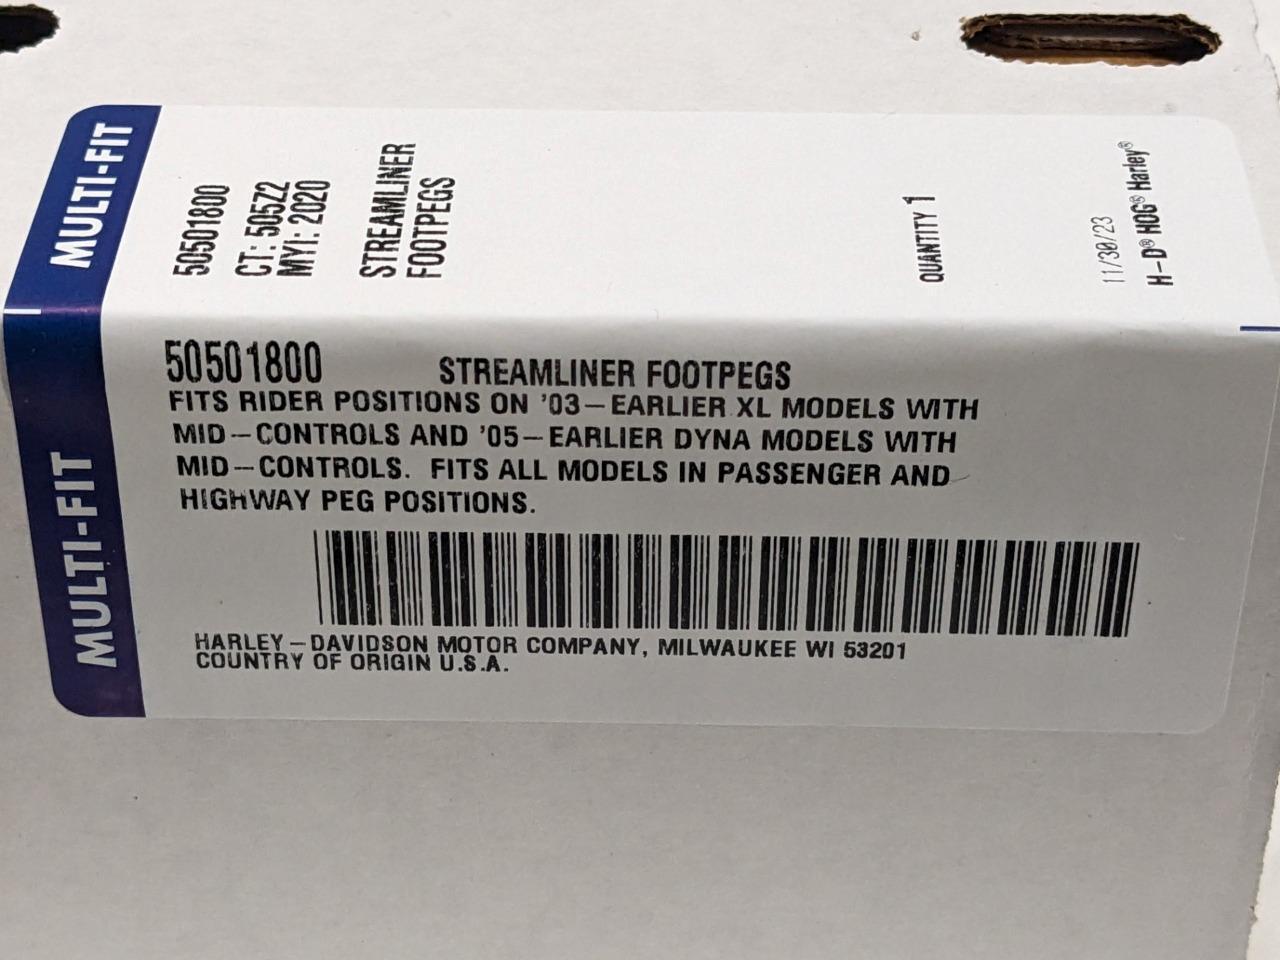 MULTI-FIT
50501800
CT: 505Z2
MYI: 2020
STREAMLINER
FOOTPEGS
QUANTITY 1
11/30/23
H-D® HOG® Harley®
MULTI-FIT
50501800 STREAMLINER FOOTPEGS
FITS RIDER POSITIONS ON '03-EARLIER XL MODELS WITH
MID-CONTROLS AND '05-EARLIER DYNA MODELS WITH
MID-CONTROLS. FITS ALL MODELS IN PASSENGER AND
HIGHWAY PEG POSITIONS.
HARLEY-DAVIDSON MOTOR COMPANY, MILWAUKEE WI 53201
COUNTRY OF ORIGIN U.S.A.